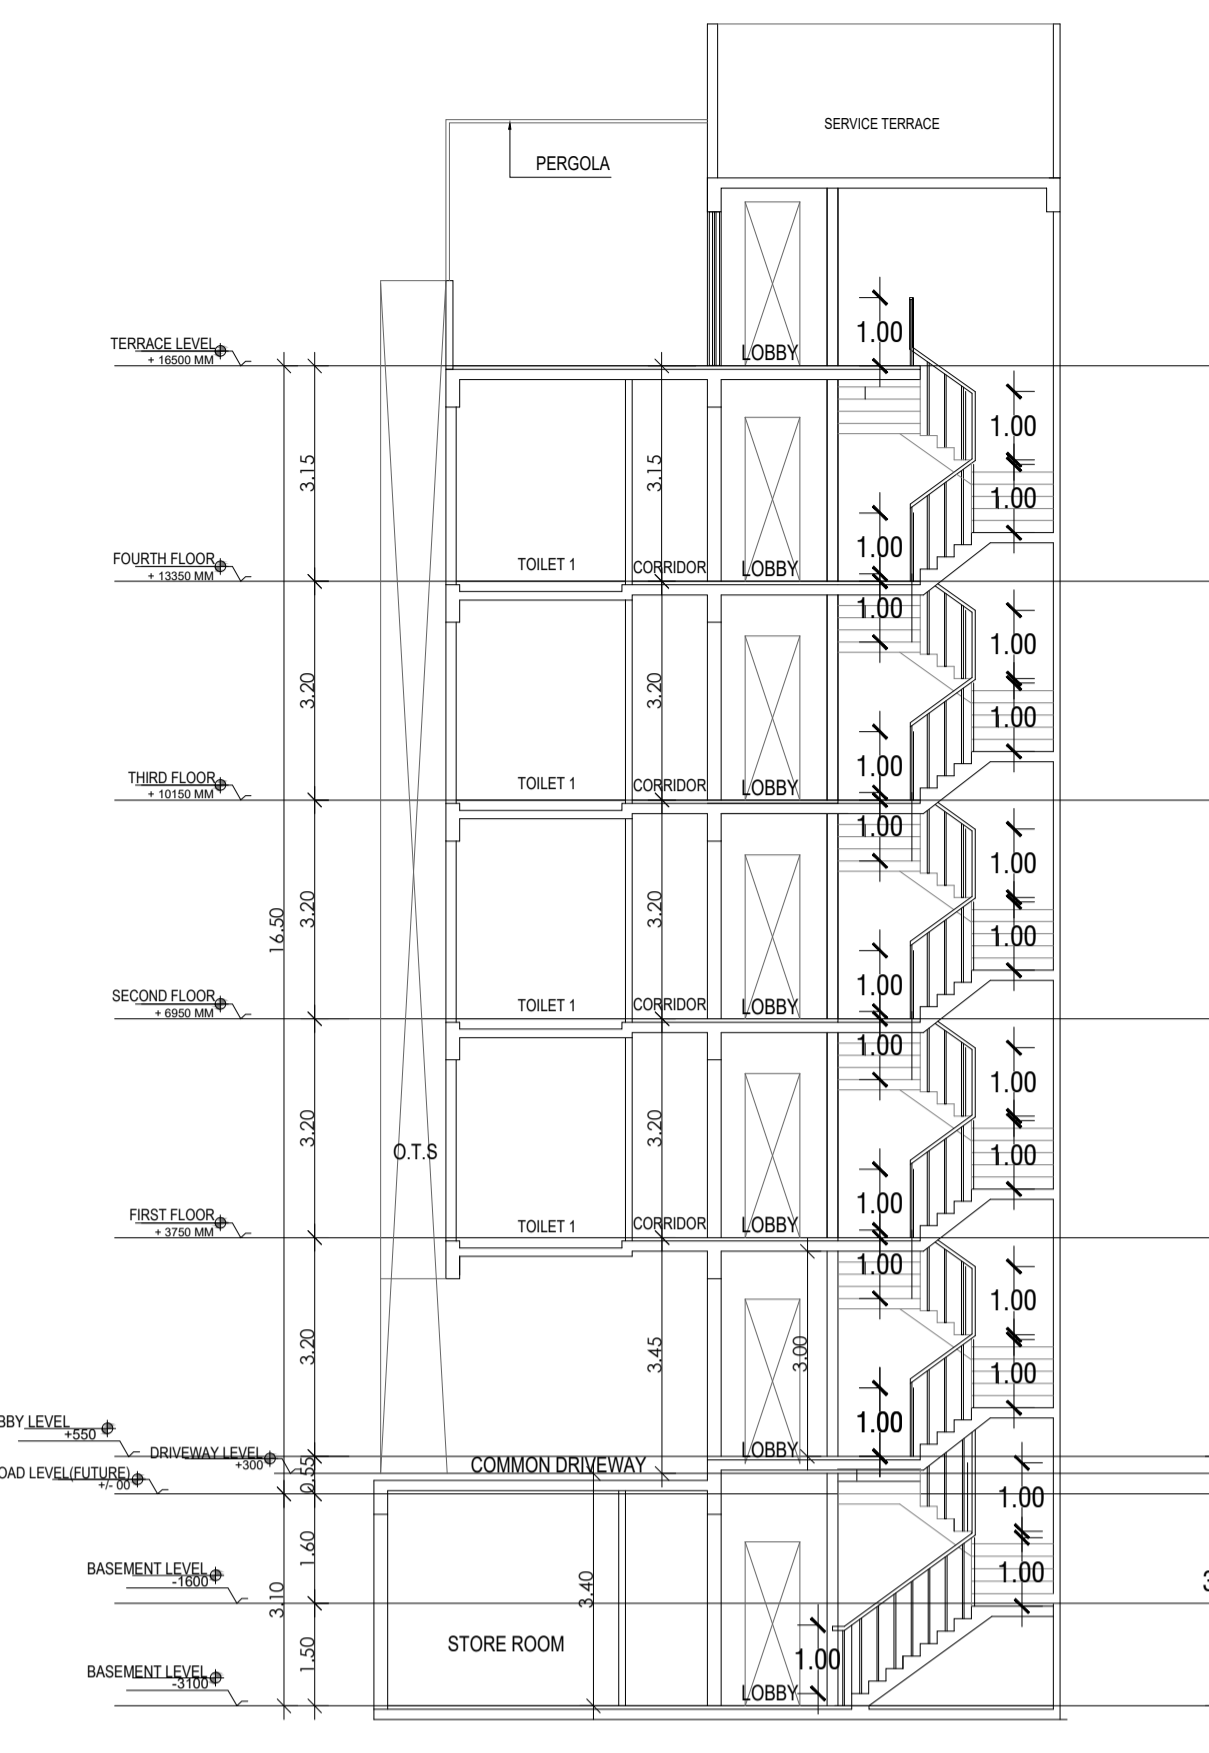 SERVICE TERRACE
PERGOLA
TERRACE LEVEL
+ 16500 MM
LOBBY
1.00
1.00
3.15
3.15
1.00
FOURTH FLOOR
+ 13350 MM
TOILET 1
CORRIDOR
LOBBY
1.00
1.00
1.00
3.20
3.20
1.00
THIRD FLOOR
+ 10150 MM
TOILET 1
CORRIDOR
LOBBY
1.00
1.00
1.00
16.50
3.20
3.20
1.00
SECOND FLOOR
+ 6950 MM
TOILET 1
CORRIDOR
LOBBY
1.00
1.00
1.00
3.20
3.20
O.T.S
1.00
FIRST FLOOR
+ 3750 MM
TOILET 1
CORRIDOR
LOBBY
1.00
1.00
1.00
3.20
3.45
3.00
1.00
BBY LEVEL
+550
1.00
DRIVEWAY LEVEL
+300
COMMON DRIVEWAY
LOBBY
OAD LEVEL(FUTURE)
+/- 00
0.55
1.00
1.60
BASEMENT LEVEL
-1600
3.10
3.40
1.00
3
STORE ROOM
1.50
1.00
BASEMENT LEVEL
-3100
LOBBY